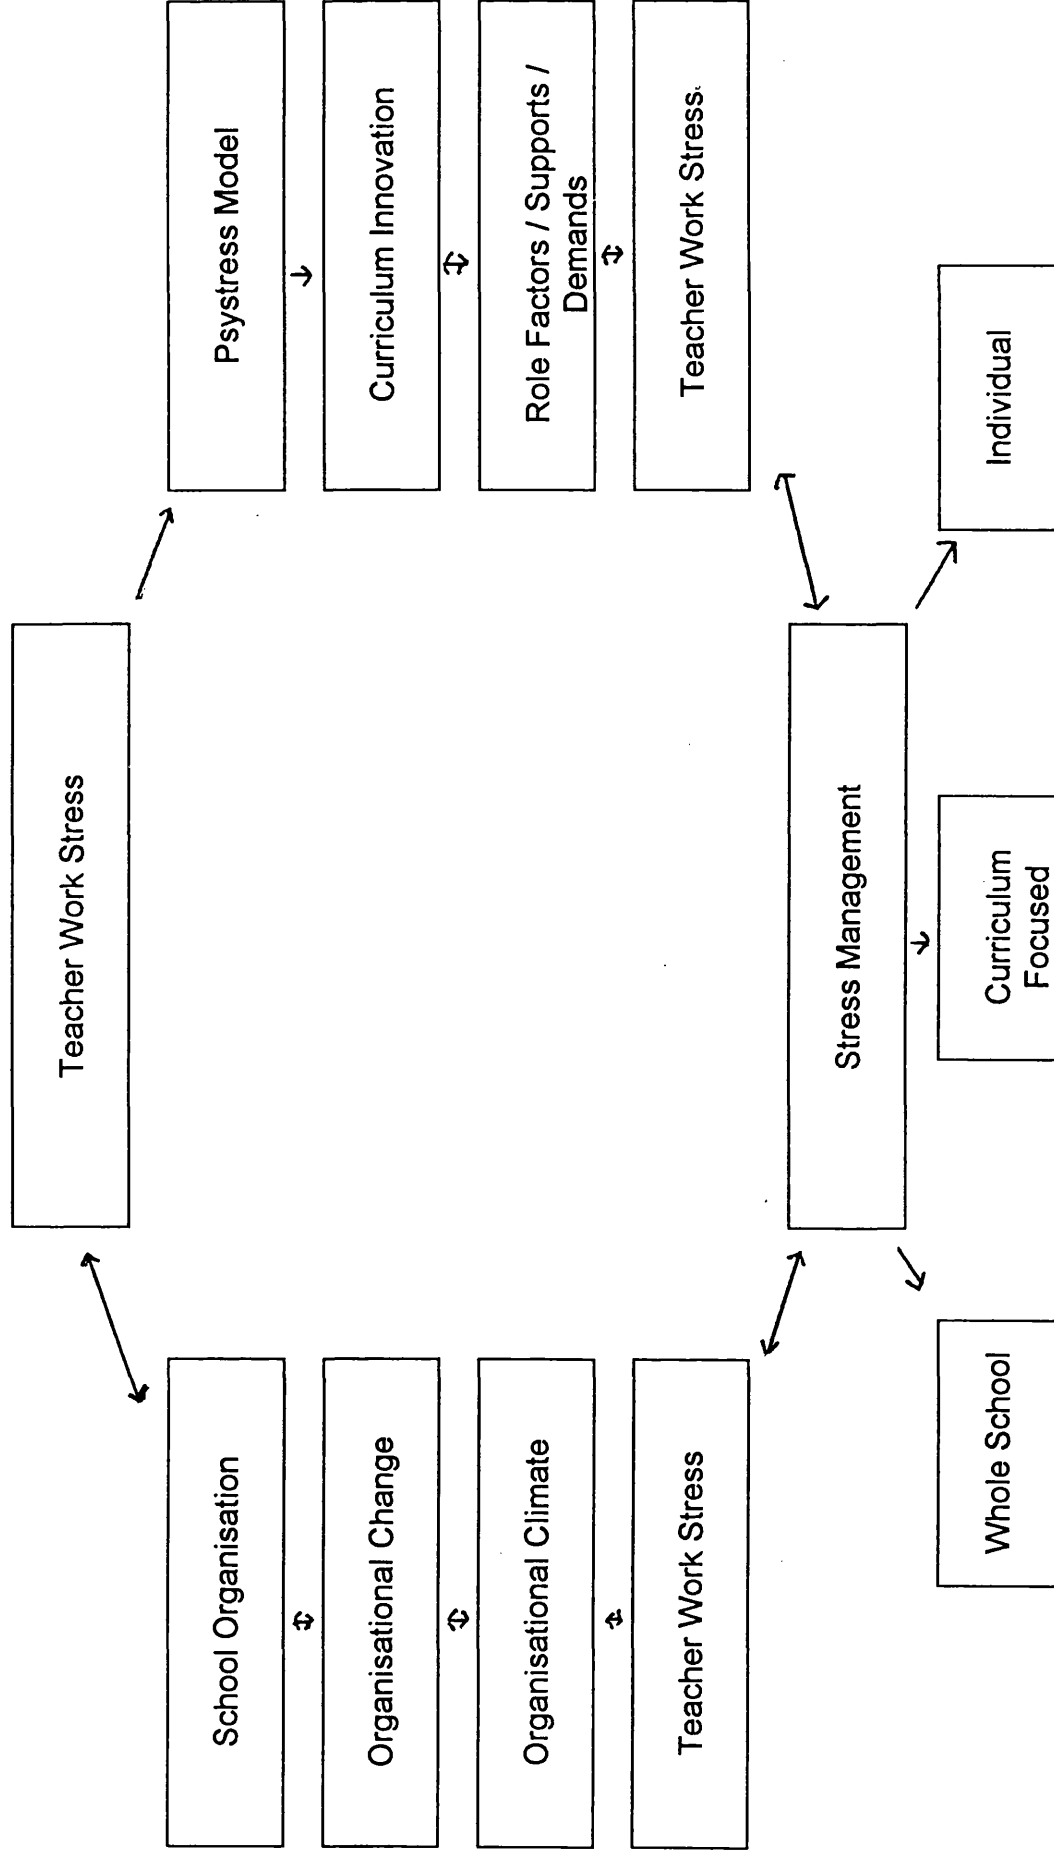 Teacher Work Stress
School Organisation
Organisational Change
Organisational Climate
Teacher Work Stress
Psystress Model
Curriculum Innovation
Role Factors / Supports /
Demands
Teacher Work Stress
Stress Management
Whole School
Curriculum
Focused
Individual